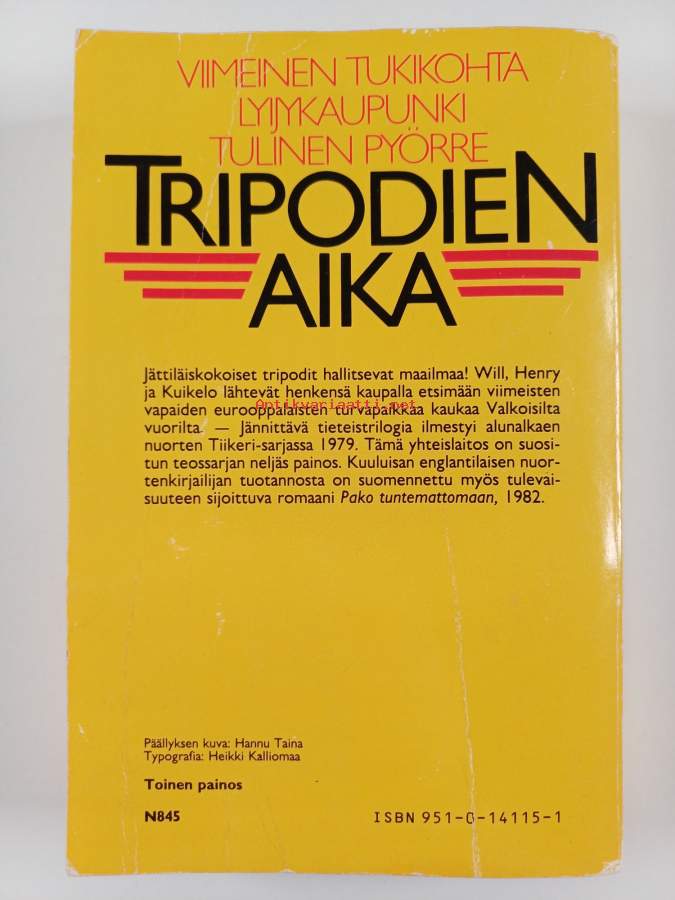 VIIMEINEN TUKIKOHTA
LYIJYKAUPUNKI
TULINEN PYÖRRE
TRIPODIEN
AIKA
Jättiläiskokoiset tripodit hallitsevat maailmaa! Will, Henry
ja Kuikelo lähtevät henkensä kaupalla etsimään viimeisten
vapaiden eurooppalaisten turvapaikkaa kaukaa Valkoisilta
Antikvariaatti.net
vuorilta. — Jännittävä tieteistrilogia ilmestyi alunalkaen
nuorten Tiikeri-sarjassa 1979. Tämä yhteislaitos on suosi-
tun teossarjan neljäs painos. Kuuluisan englantilaisen nuor-
tenkirjailijan tuotannosta on suomennettu myös tulevai-
suuteen sijoittuva romaani Pako tuntemattomaan, 1982.
Päällyksen kuva: Hannu Taina
Typografia: Heikki Kalliomaa
Toinen painos
N845
ISBN 951-0-14115-1